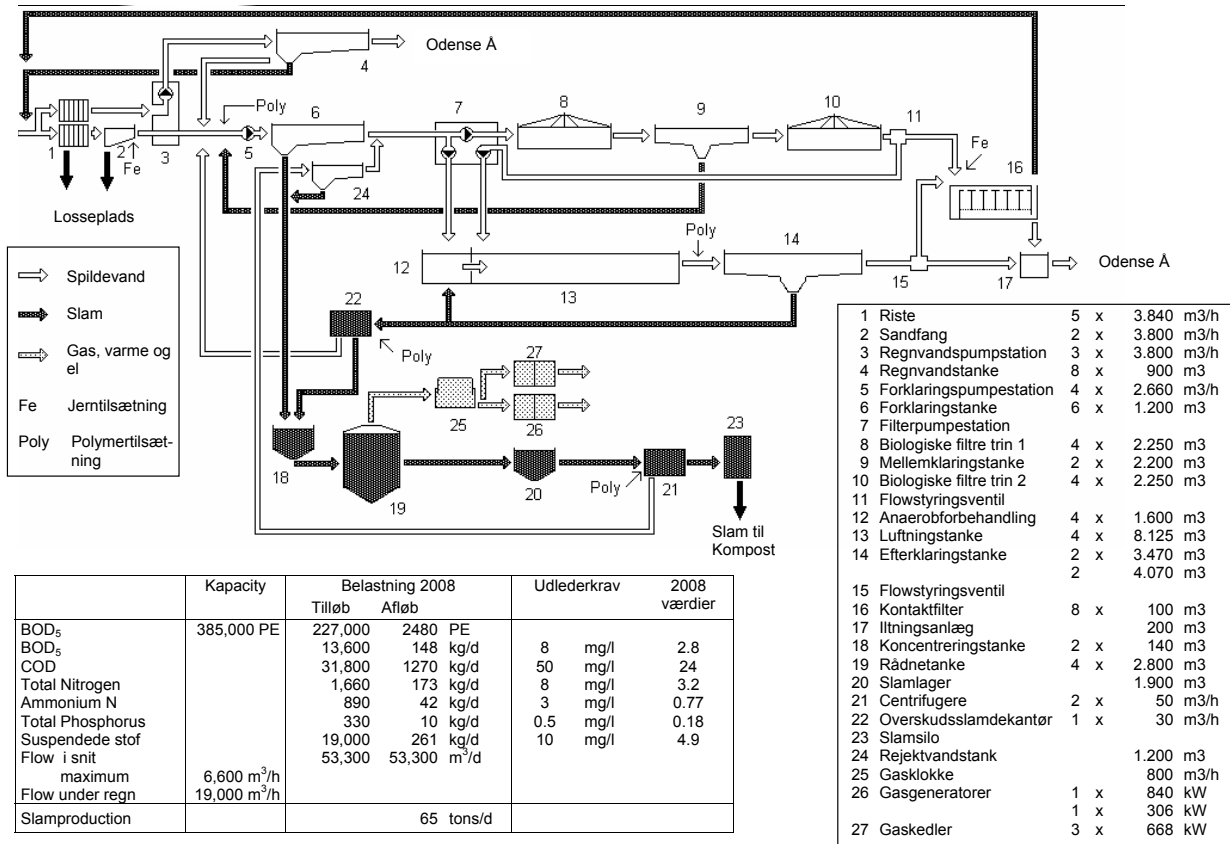 Odense Å
4
Poly
6
7
8
9
10
11
Fe
16
1
2
Fe
3
5
24
Losseplads
Poly
14
12
13
15
17
Odense Å
Spildevand
Slam
Gas, varme og
el
Fe Jerntilsætning
Poly Polymertilsæt-
ning
22
Poly
27
25
26
23
18
19
20
Poly
21
Slam til
Kompost
1 Riste 5 x 3.840 m3/h
2 Sandfang 2 x 3.800 m3/h
3 Regnvandspumpstation 3 x 3.800 m3/h
4 Regnvandstanke 8 x 900 m3
5 Forklaringspumpestation 4 x 2.660 m3/h
6 Forklaringstanke 6 x 1.200 m3
7 Filterpumpestation
8 Biologiske filtre trin 1 4 x 2.250 m3
9 Mellemklaringstanke 2 x 2.200 m3
10 Biologiske filtre trin 2 4 x 2.250 m3
11 Flowstyringsventil
12 Anaerobforbehandling 4 x 1.600 m3
13 Luftningstanke 4 x 8.125 m3
14 Efterklaringstanke 2 x 3.470 m3
2 4.070 m3
15 Flowstyringsventil
16 Kontaktfilter 8 x 100 m3
17 Iltningsanlæg 200 m3
18 Koncentreringstanke 2 x 140 m3
19 Rådnetanke 4 x 2.800 m3
20 Slamlager 1.900 m3
21 Centrifugere 2 x 50 m3/h
22 Overskudsslamdekantør 1 x 30 m3/h
23 Slamsilo
24 Rejektvandstank 1.200 m3
25 Gasklokke 800 m3/h
26 Gasgeneratorer 1 x 840 kW
1 x 306 kW
27 Gaskedler 3 x 668 kW
Kapacity Belastning 2008 Udlederkrav 2008
Tilløb Afløb værdier
BOD₅ 385,000 PE 227,000 2480 PE
BOD₅ 13,600 148 kg/d 8 mg/l 2.8
COD 31,800 1270 kg/d 50 mg/l 24
Total Nitrogen 1,660 173 kg/d 8 mg/l 3.2
Ammonium N 890 42 kg/d 3 mg/l 0.77
Total Phosphorus 330 10 kg/d 0.5 mg/l 0.18
Suspendede stof 19,000 261 kg/d 10 mg/l 4.9
Flow i snit 53,300 53,300 m³/d
maximum 6,600 m³/h
Flow under regn 19,000 m³/h
Slamproduction 65 tons/d